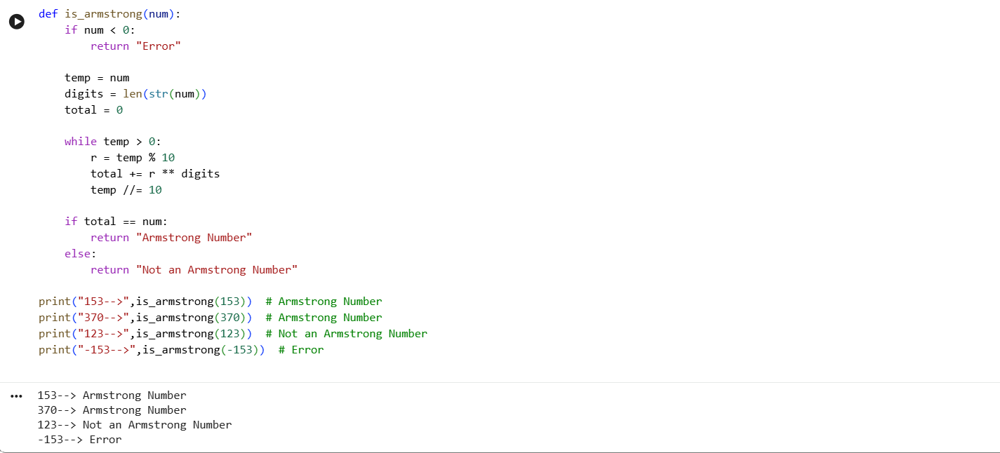 def is_armstrong(num):
    if num < 0:
        return "Error"

    temp = num
    digits = len(str(num))
    total = 0

    while temp > 0:
        r = temp % 10
        total += r ** digits
        temp //= 10

    if total == num:
        return "Armstrong Number"
    else:
        return "Not an Armstrong Number"

print("153-->",is_armstrong(153))  # Armstrong Number
print("370-->",is_armstrong(370))  # Armstrong Number
print("123-->",is_armstrong(123))  # Not an Armstrong Number
print("-153-->",is_armstrong(-153))  # Error

153--> Armstrong Number
370--> Armstrong Number
123--> Not an Armstrong Number
-153--> Error